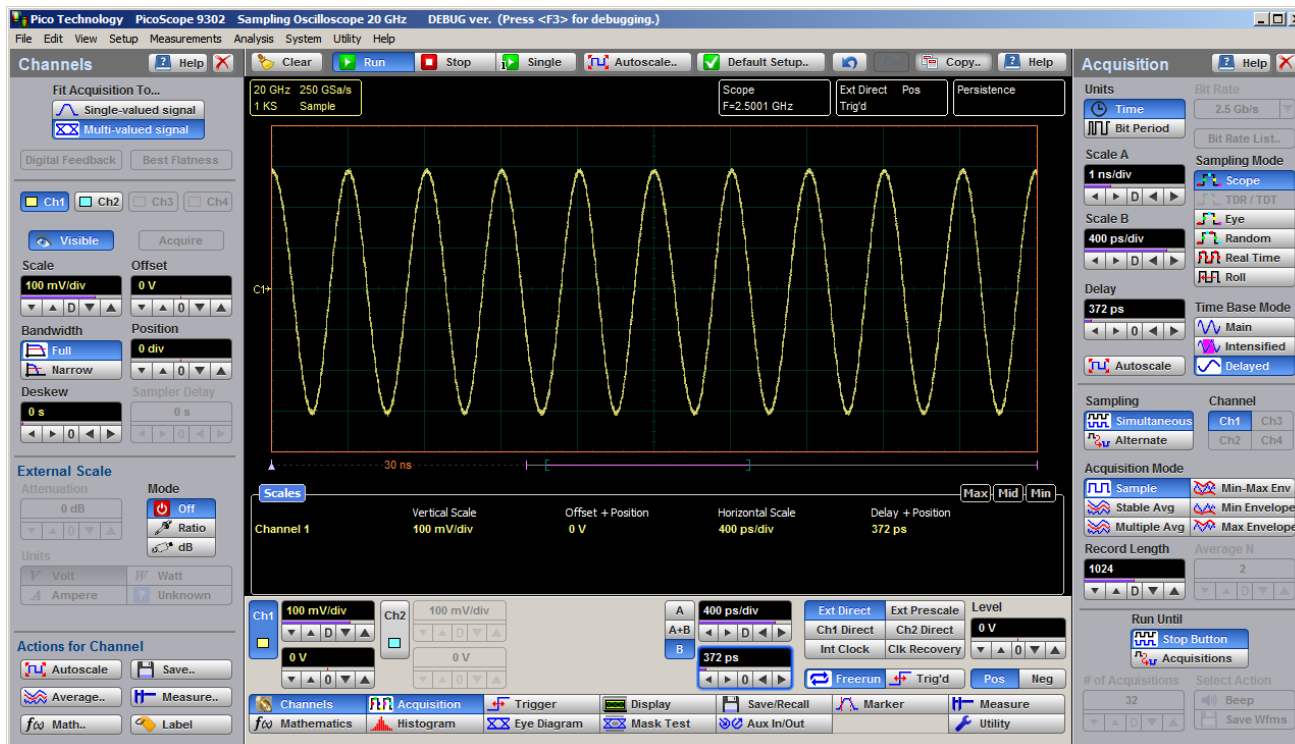 Pico Technology PicoScope 9302 Sampling Oscilloscope 20 GHz DEBUG ver. (Press <F3> for debugging.)
File Edit View Setup Measurements Analysis System Utility Help
Channels Help
Fit Acquisition To...
Single-valued signal
Multi-valued signal
Digital Feedback Best Flatness
Ch1 Ch2 Ch3 Ch4
Visible Acquire
Scale Offset
100 mV/div 0 V
D 0
Bandwidth Position
Full 0 div
Narrow 0
Deskew Sampler Delay
0 s 0 s
0 0
External Scale
Attenuation Mode
0 dB Off
D Ratio
dB
Units
V Volt W Watt
A Ampere ? Unknown
Actions for Channel
Autoscale Save..
Average.. Measure..
f(x) Math.. Label
Clear Run Stop Single Autoscale.. Default Setup.. Copy.. Help
20 GHz 250 GSa/s
1 KS Sample
Scope
F=2.5001 GHz
Ext Direct Pos
Trig'd
Persistence
C1
30 ns
Scales Max Mid Min
Vertical Scale Offset + Position Horizontal Scale Delay + Position
Channel 1 100 mV/div 0 V 400 ps/div 372 ps
Ch1 100 mV/div Ch2 100 mV/div
D D
0 V 0 V
0 0
A 400 ps/div
A+B D
B 372 ps
0
Ext Direct Ext Prescale Level
Ch1 Direct Ch2 Direct 0 V
Int Clock Clk Recovery 0
Freerun Trig'd Pos Neg
Channels Acquisition Trigger Display Save/Recall Marker Measure
f(x) Mathematics Histogram Eye Diagram Mask Test Aux In/Out Utility
Acquisition Help
Units Bit Rate
Time 2.5 Gb/s
Bit Period Bit Rate List..
Scale A Sampling Mode
1 ns/div Scope
D TDR / TDT
Scale B Eye
400 ps/div Random
D Real Time
Roll
Delay
372 ps Time Base Mode
0 Main
Intensified
Autoscale Delayed
Sampling Channel
Simultaneous Ch1 Ch3
Alternate Ch2 Ch4
Acquisition Mode
Sample Min-Max Env
Stable Avg Min Envelope
Multiple Avg Max Envelope
Record Length Average N
1024 2
D D
Run Until
Stop Button
Acquisitions
# of Acquisitions Select Action
32 Beep
D Save Wfms